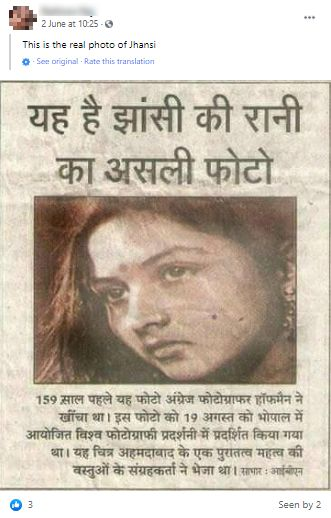 2 June at 10:25 ·
This is the real photo of Jhansi
· See original · Rate this translation
यह है झांसी की रानी
का असली फोटो
159 साल पहले यह फोटो अंग्रेज फोटोग्राफर हॉफमैन ने
खींचा था। इस फोटो को 19 अगस्त को भोपाल में
आयोजित विश्व फोटोग्राफी प्रदर्शनी में प्रदर्शित किया गया
था। यह चित्र अहमदाबाद के एक पुरातत्व महत्व की
वस्तुओं के संग्रहकर्ता ने भेजा था। साभार : आईबीएन
3
Seen by 2